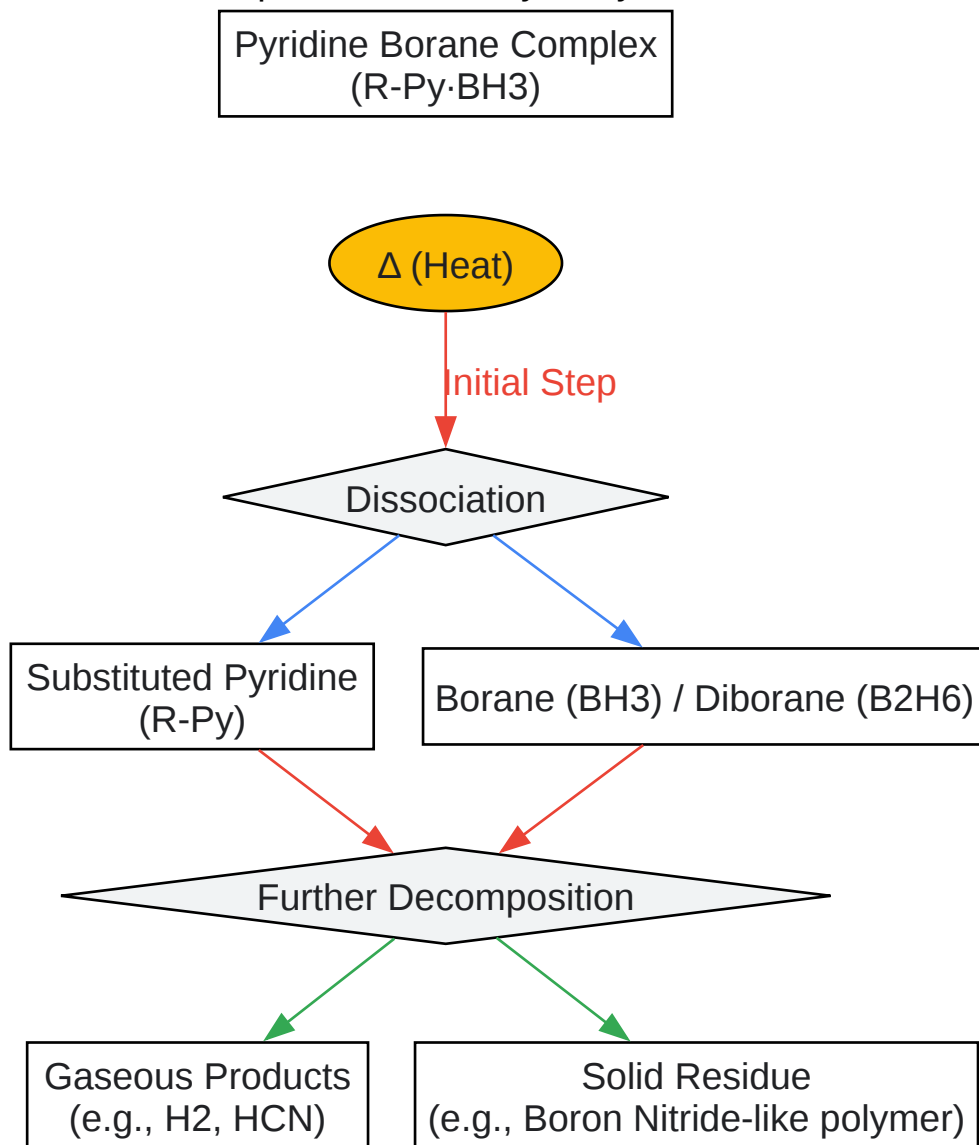 Pyridine Borane Complex
(R-Py·BH3)
Δ (Heat)
Initial Step
Dissociation
Substituted Pyridine
(R-Py)
Borane (BH3) / Diborane (B2H6)
Further Decomposition
Gaseous Products
(e.g., H2, HCN)
Solid Residue
(e.g., Boron Nitride-like polymer)